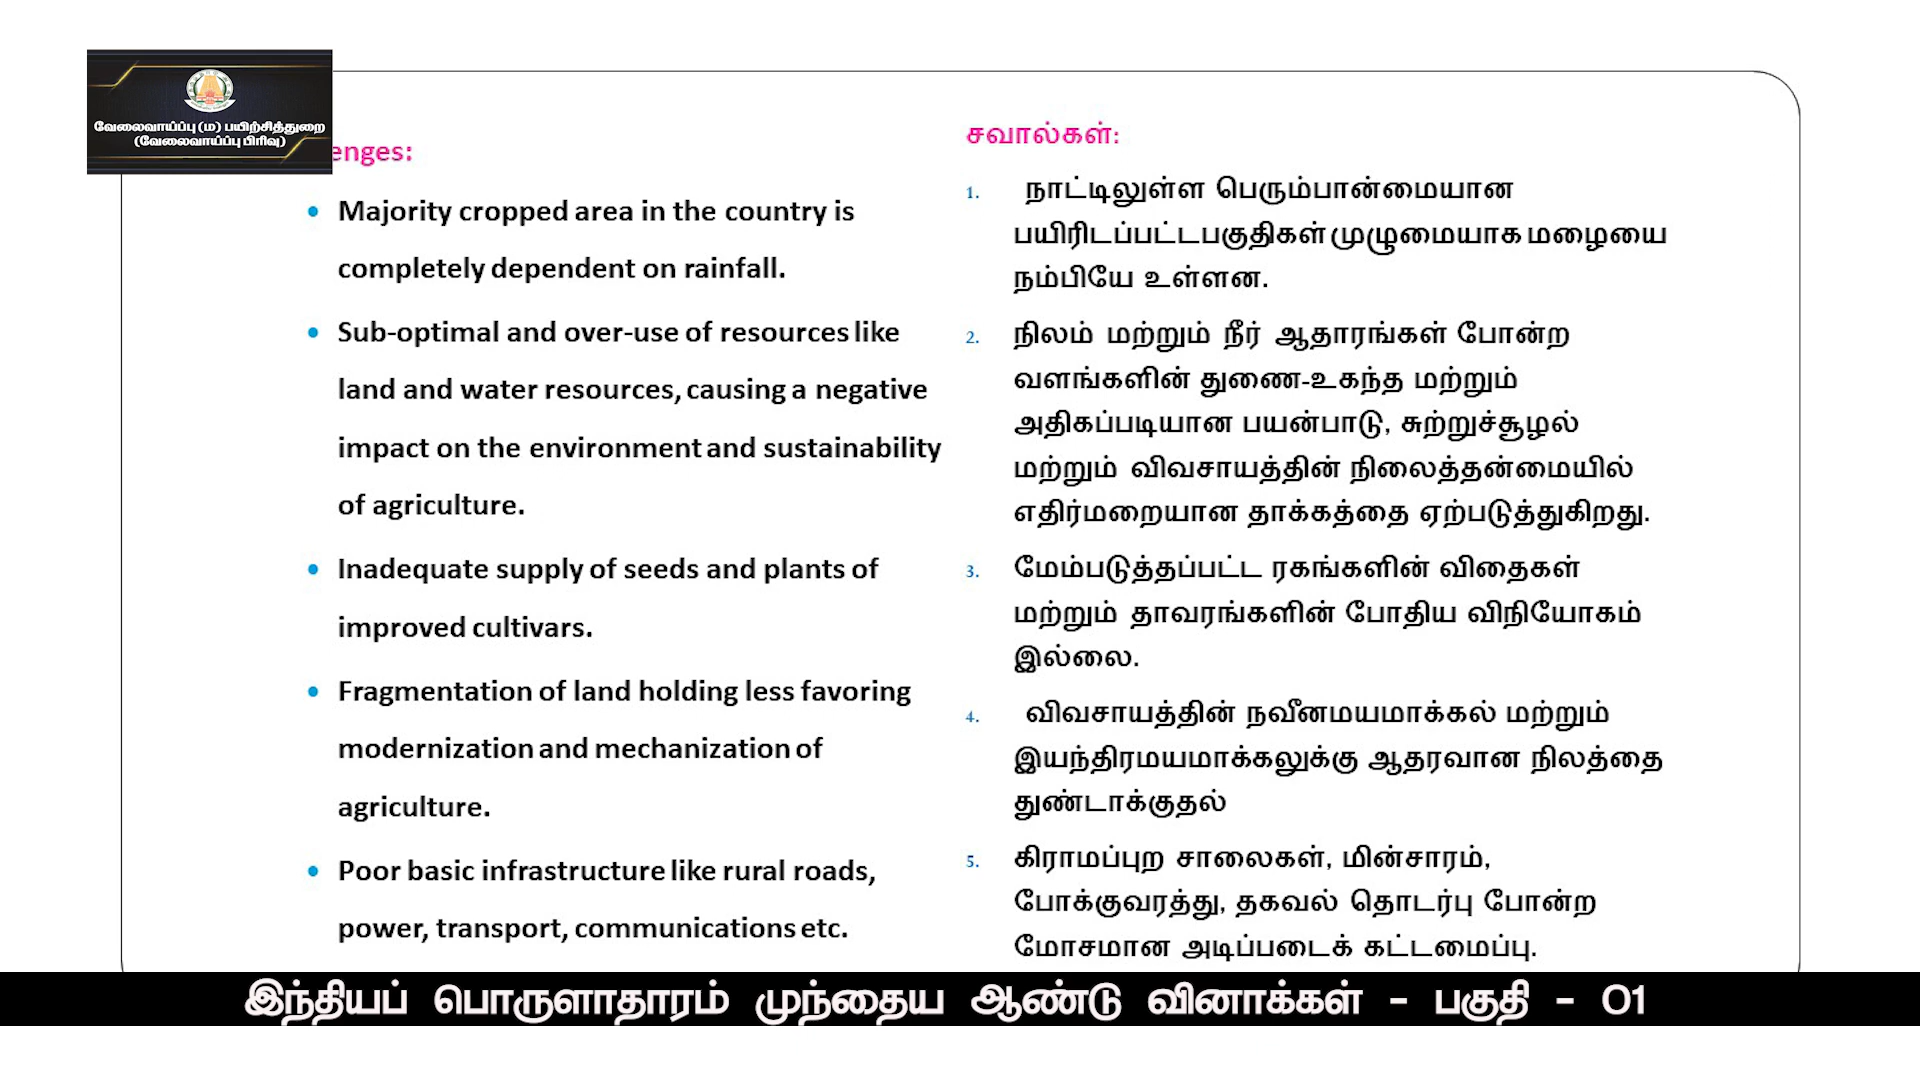 வேலைவாய்ப்பு (ம) பயிற்சித்துறை
(வேலைவாய்ப்பு பிரிவு)
enges:
• Majority cropped area in the country is
completely dependent on rainfall.
• Sub-optimal and over-use of resources like
land and water resources, causing a negative
impact on the environment and sustainability
of agriculture.
• Inadequate supply of seeds and plants of
improved cultivars.
• Fragmentation of land holding less favoring
modernization and mechanization of
agriculture.
• Poor basic infrastructure like rural roads,
power, transport, communications etc.
சவால்கள்:
1. நாட்டிலுள்ள பெரும்பான்மையான
பயிரிடப்பட்டபகுதிகள் முழுமையாக மழையை
நம்பியே உள்ளன.
2. நிலம் மற்றும் நீர் ஆதாரங்கள் போன்ற
வளங்களின் துணை-உகந்த மற்றும்
அதிகப்படியான பயன்பாடு, சுற்றுச்சூழல்
மற்றும் விவசாயத்தின் நிலைத்தன்மையில்
எதிர்மறையான தாக்கத்தை ஏற்படுத்துகிறது.
3. மேம்படுத்தப்பட்ட ரகங்களின் விதைகள்
மற்றும் தாவரங்களின் போதிய விநியோகம்
இல்லை.
4. விவசாயத்தின் நவீனமயமாக்கல் மற்றும்
இயந்திரமயமாக்கலுக்கு ஆதரவான நிலத்தை
துண்டாக்குதல்
5. கிராமப்புற சாலைகள், மின்சாரம்,
போக்குவரத்து, தகவல் தொடர்பு போன்ற
மோசமான அடிப்படைக் கட்டமைப்பு.
இந்தியப் பொருளாதாரம் முந்தைய ஆண்டு வினாக்கள் - பகுதி - 01